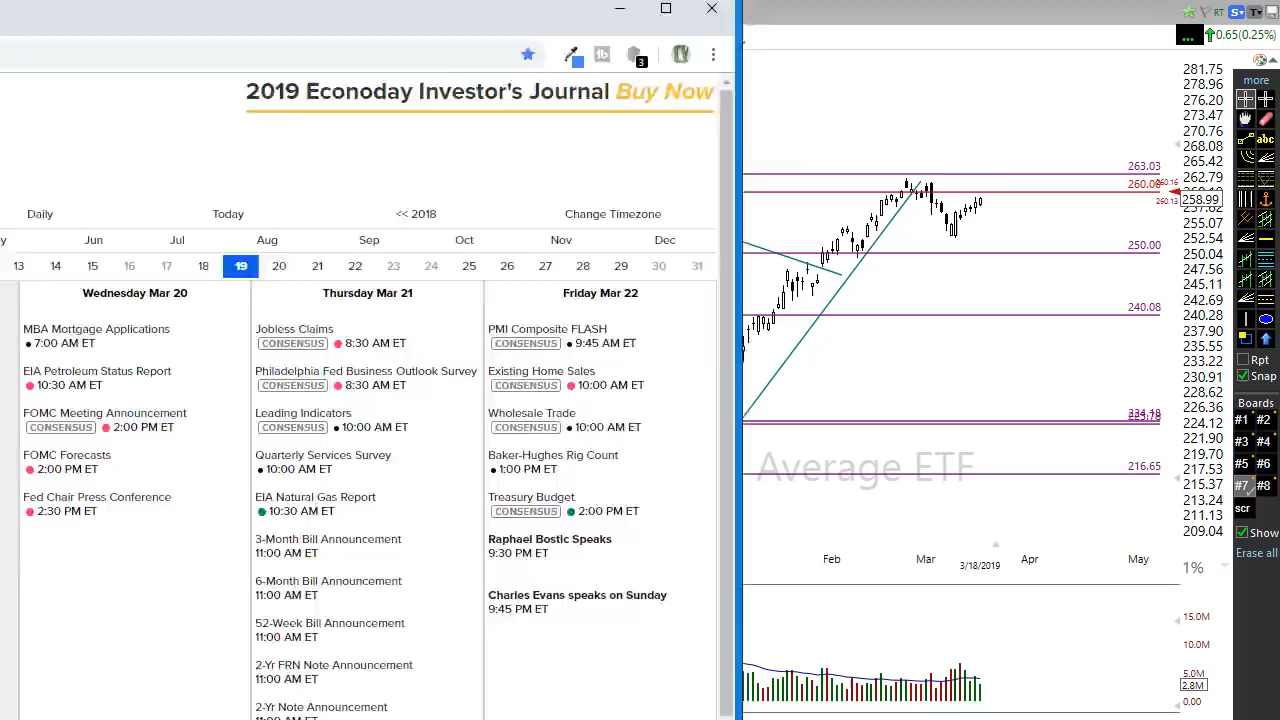 RT
S
T
3
0.65(0.25%)
2019 Econoday Investor's Journal Buy Now
Daily
Today
<< 2018
Change Timezone
y
Jun
Jul
Aug
Sep
Oct
Nov
Dec
13 14 15 16 17 18 19 20 21 22 23 24 25 26 27 28 29 30 31
Wednesday Mar 20
MBA Mortgage Applications
7:00 AM ET
EIA Petroleum Status Report
10:30 AM ET
FOMC Meeting Announcement
CONSENSUS 2:00 PM ET
FOMC Forecasts
2:00 PM ET
Fed Chair Press Conference
2:30 PM ET
Thursday Mar 21
Jobless Claims
CONSENSUS 8:30 AM ET
Philadelphia Fed Business Outlook Survey
CONSENSUS 8:30 AM ET
Leading Indicators
CONSENSUS 10:00 AM ET
Quarterly Services Survey
10:00 AM ET
EIA Natural Gas Report
10:30 AM ET
3-Month Bill Announcement
11:00 AM ET
6-Month Bill Announcement
11:00 AM ET
52-Week Bill Announcement
11:00 AM ET
2-Yr FRN Note Announcement
11:00 AM ET
2-Yr Note Announcement
Friday Mar 22
PMI Composite FLASH
CONSENSUS 9:45 AM ET
Existing Home Sales
CONSENSUS 10:00 AM ET
Wholesale Trade
CONSENSUS 10:00 AM ET
Baker-Hughes Rig Count
1:00 PM ET
Treasury Budget
CONSENSUS 2:00 PM ET
Raphael Bostic Speaks
9:30 PM ET
Charles Evans speaks on Sunday
9:45 PM ET
263.03
260.00
260.16
260.13
250.00
240.08
224.18
216.65
Average ETF
Feb
Mar
Apr
May
3/18/2019
1%
281.75
278.96
276.20
273.47
270.76
268.08
265.42
262.79
258.99
255.07
252.54
250.04
247.56
245.11
242.69
240.28
237.90
235.55
233.22
230.91
228.62
226.36
224.12
221.90
219.70
217.53
215.37
213.24
211.13
209.04
15.0M
10.0M
5.0M
2.8M
0.00
more
abc
Rpt
Snap
Boards
#1 #2
#3 #4
#5 #6
#7 #8
scr
Show
Erase all